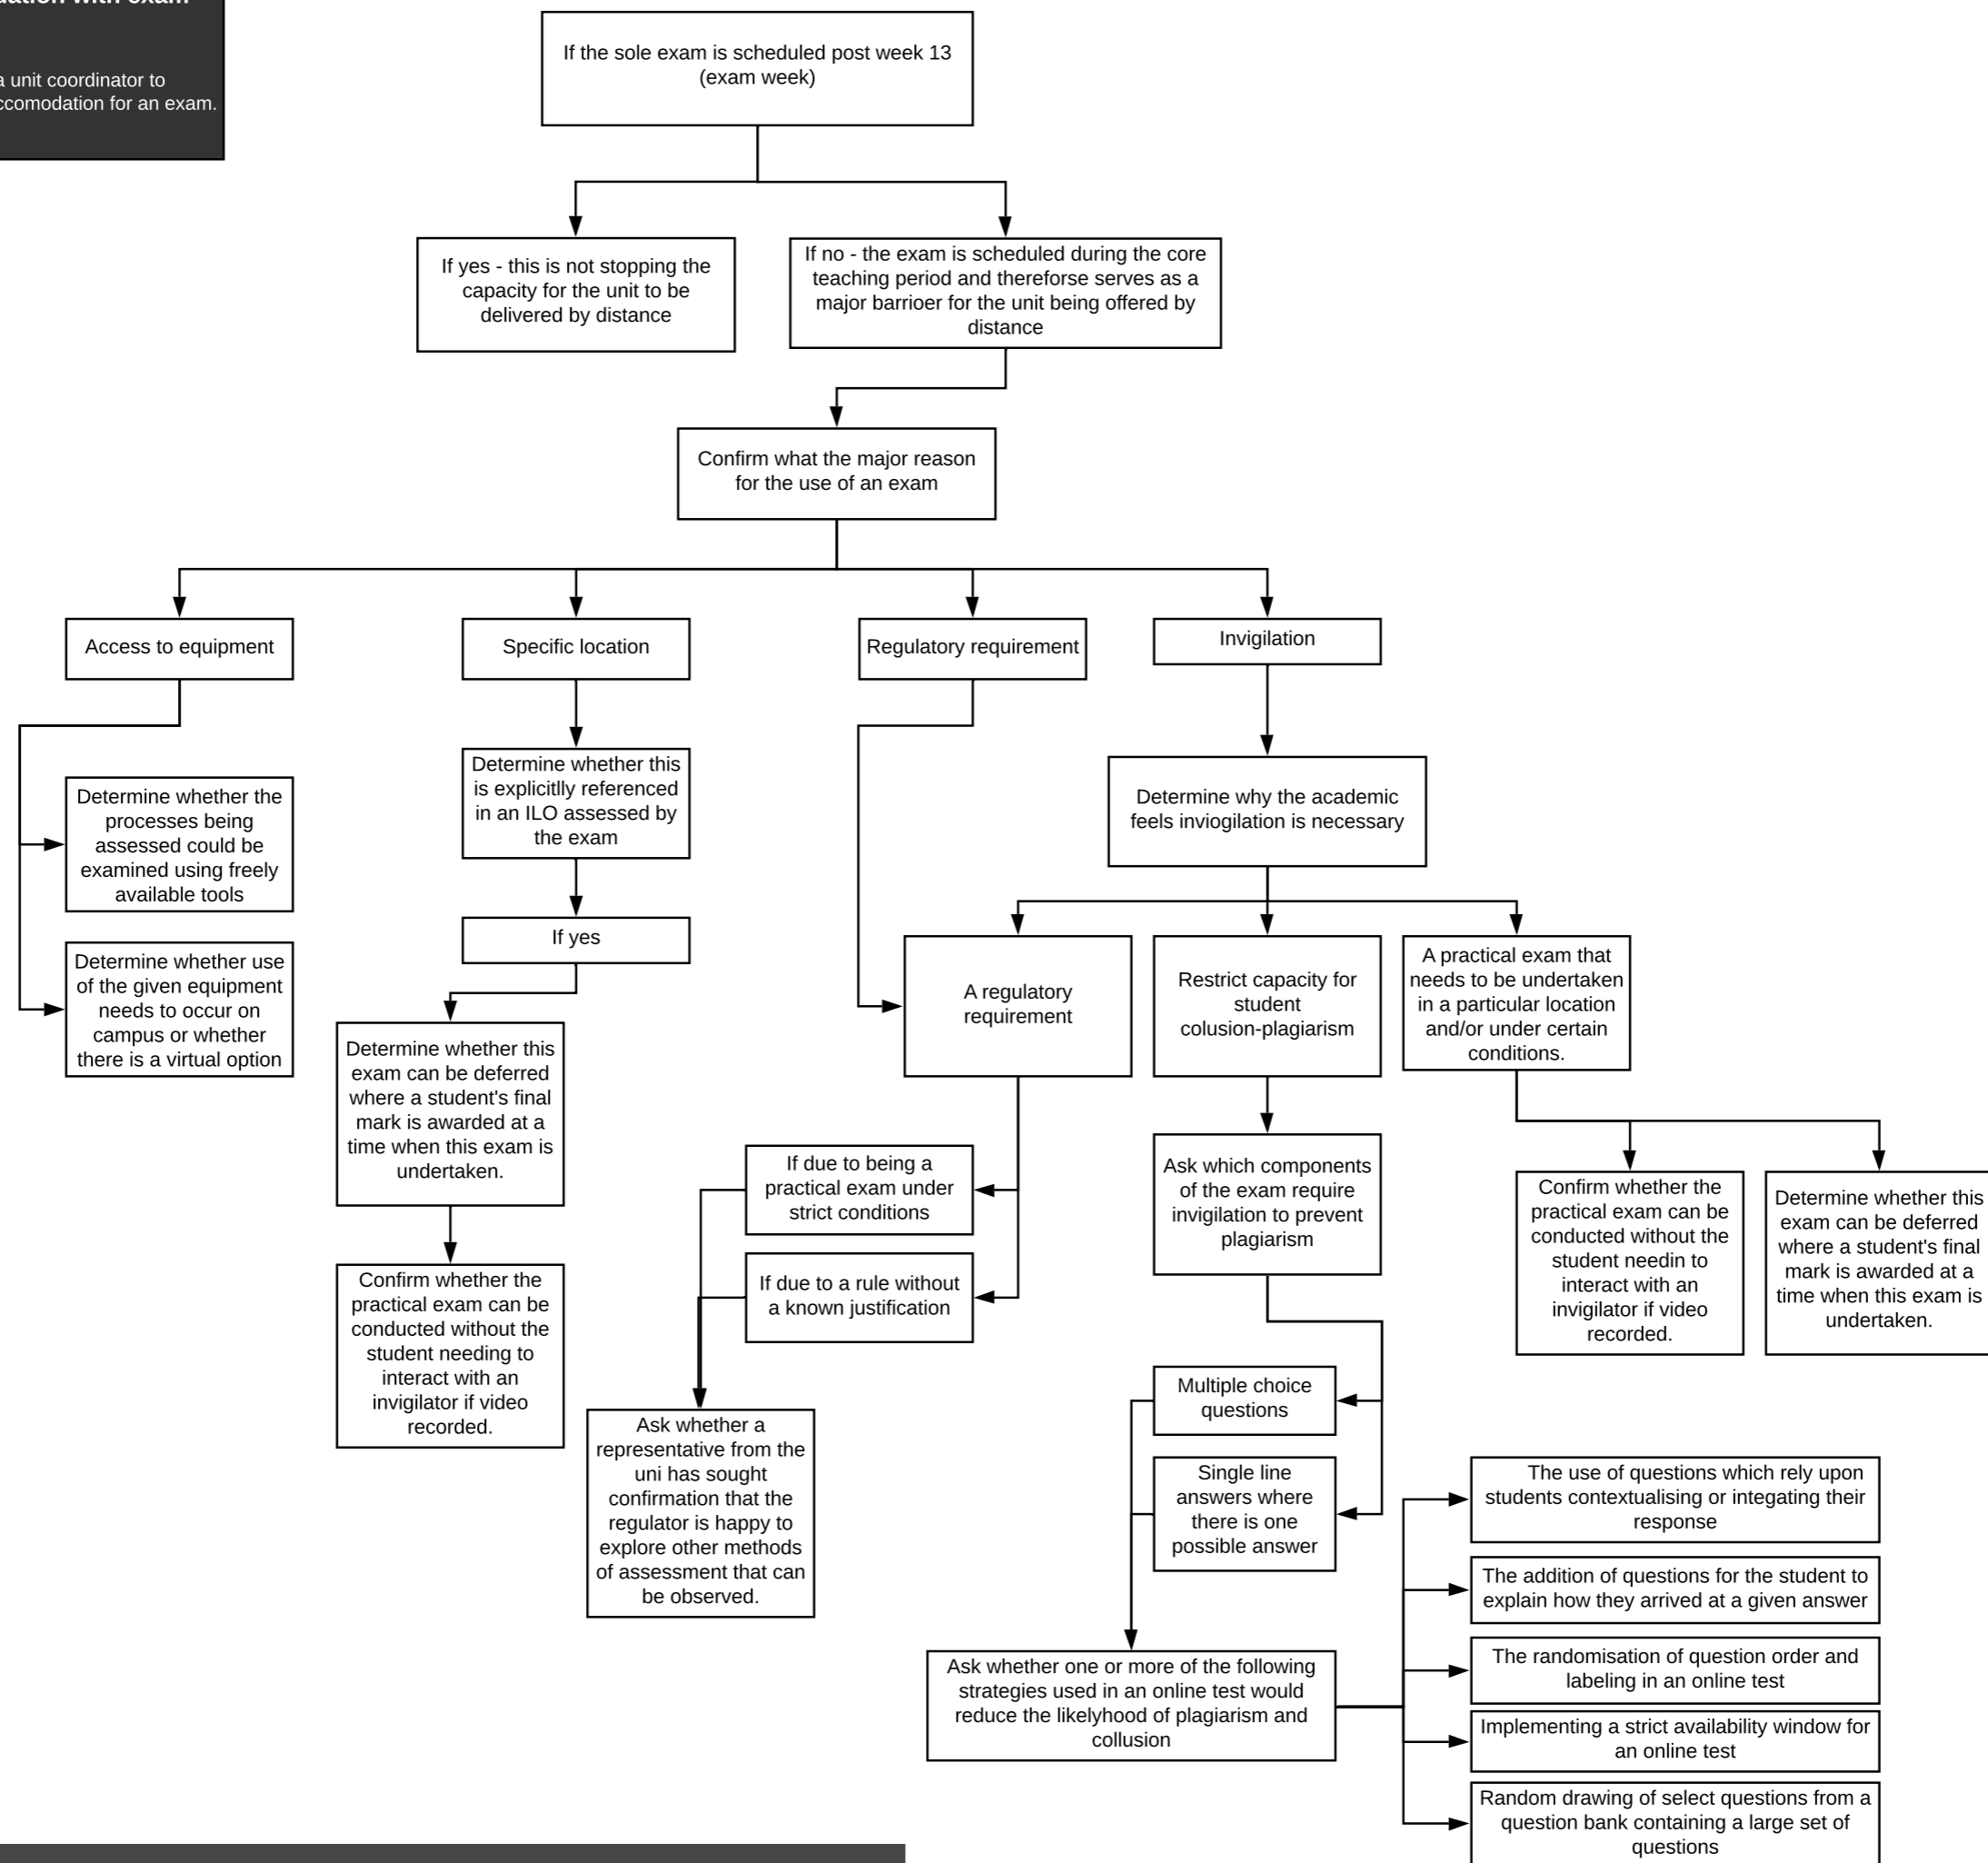 dation with exam
a unit coordinator to
ccomodation for an exam.
If the sole exam is scheduled post week 13
(exam week)
If yes - this is not stopping the
capacity for the unit to be
delivered by distance
If no - the exam is scheduled during the core
teaching period and thereforse serves as a
major barrioer for the unit being offered by
distance
Confirm what the major reason
for the use of an exam
Access to equipment
Specific location
Regulatory requirement
Invigilation
Determine whether the
processes being
assessed could be
examined using freely
available tools
Determine whether use
of the given equipment
needs to occur on
campus or whether
there is a virtual option
Determine whether this
is explicitlly referenced
in an ILO assessed by
the exam
If yes
Determine whether this
exam can be deferred
where a student's final
mark is awarded at a
time when this exam is
undertaken.
Confirm whether the
practical exam can be
conducted without the
student needing to
interact with an
invigilator if video
recorded.
Determine why the academic
feels inviogilation is necessary
A regulatory
requirement
Restrict capacity for
student
colusion-plagiarism
A practical exam that
needs to be undertaken
in a particular location
and/or under certain
conditions.
If due to being a
practical exam under
strict conditions
If due to a rule without
a known justification
Ask whether a
representative from the
uni has sought
confirmation that the
regulator is happy to
explore other methods
of assessment that can
be observed.
Ask which components
of the exam require
invigilation to prevent
plagiarism
Confirm whether the
practical exam can be
conducted without the
student needin to
interact with an
invigilator if video
recorded.
Determine whether this
exam can be deferred
where a student's final
mark is awarded at a
time when this exam is
undertaken.
Multiple choice
questions
Single line
answers where
there is one
possible answer
Ask whether one or more of the following
strategies used in an online test would
reduce the likelyhood of plagiarism and
collusion
The use of questions which rely upon
students contextualising or integating their
response
The addition of questions for the student to
explain how they arrived at a given answer
The randomisation of question order and
labeling in an online test
Implementing a strict availability window for
an online test
Random drawing of select questions from a
question bank containing a large set of
questions